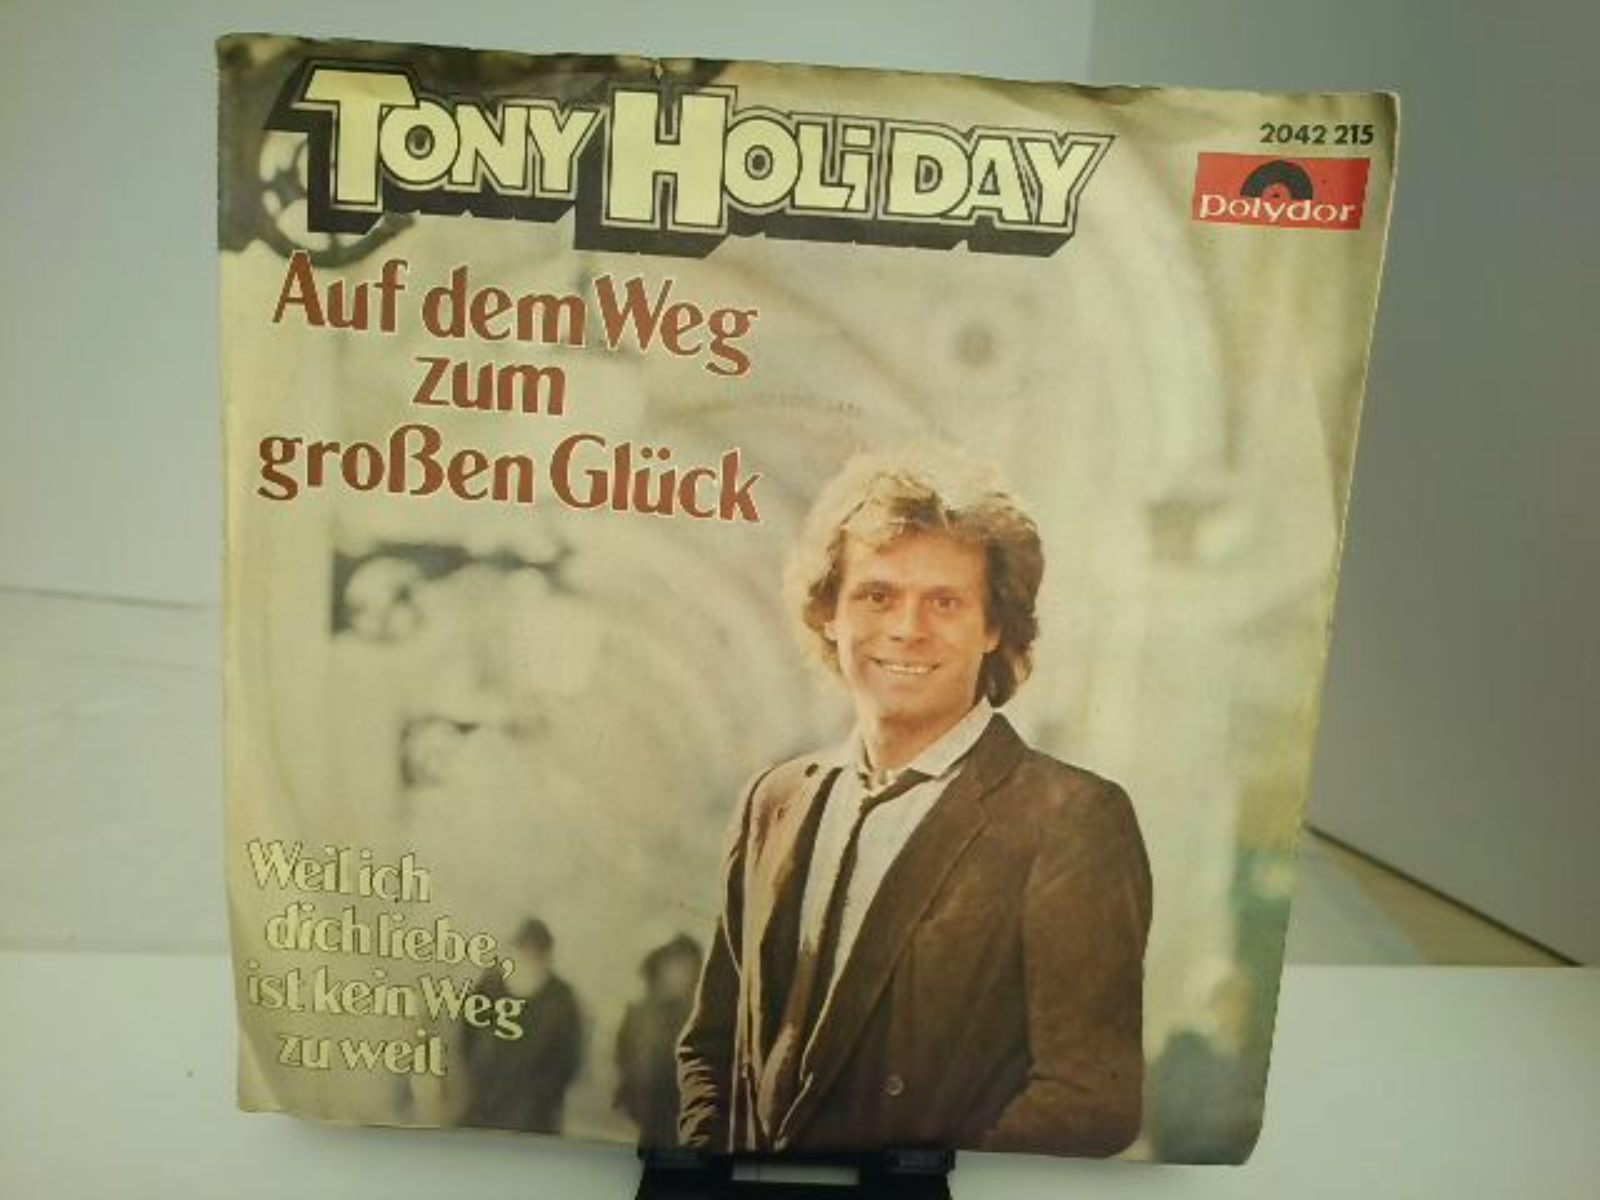 TONY HOLiDAY
2042 215
polydor
Auf dem Weg
zum
großen Glück
Weil ich
dich liebe,
ist kein Weg
zu weit